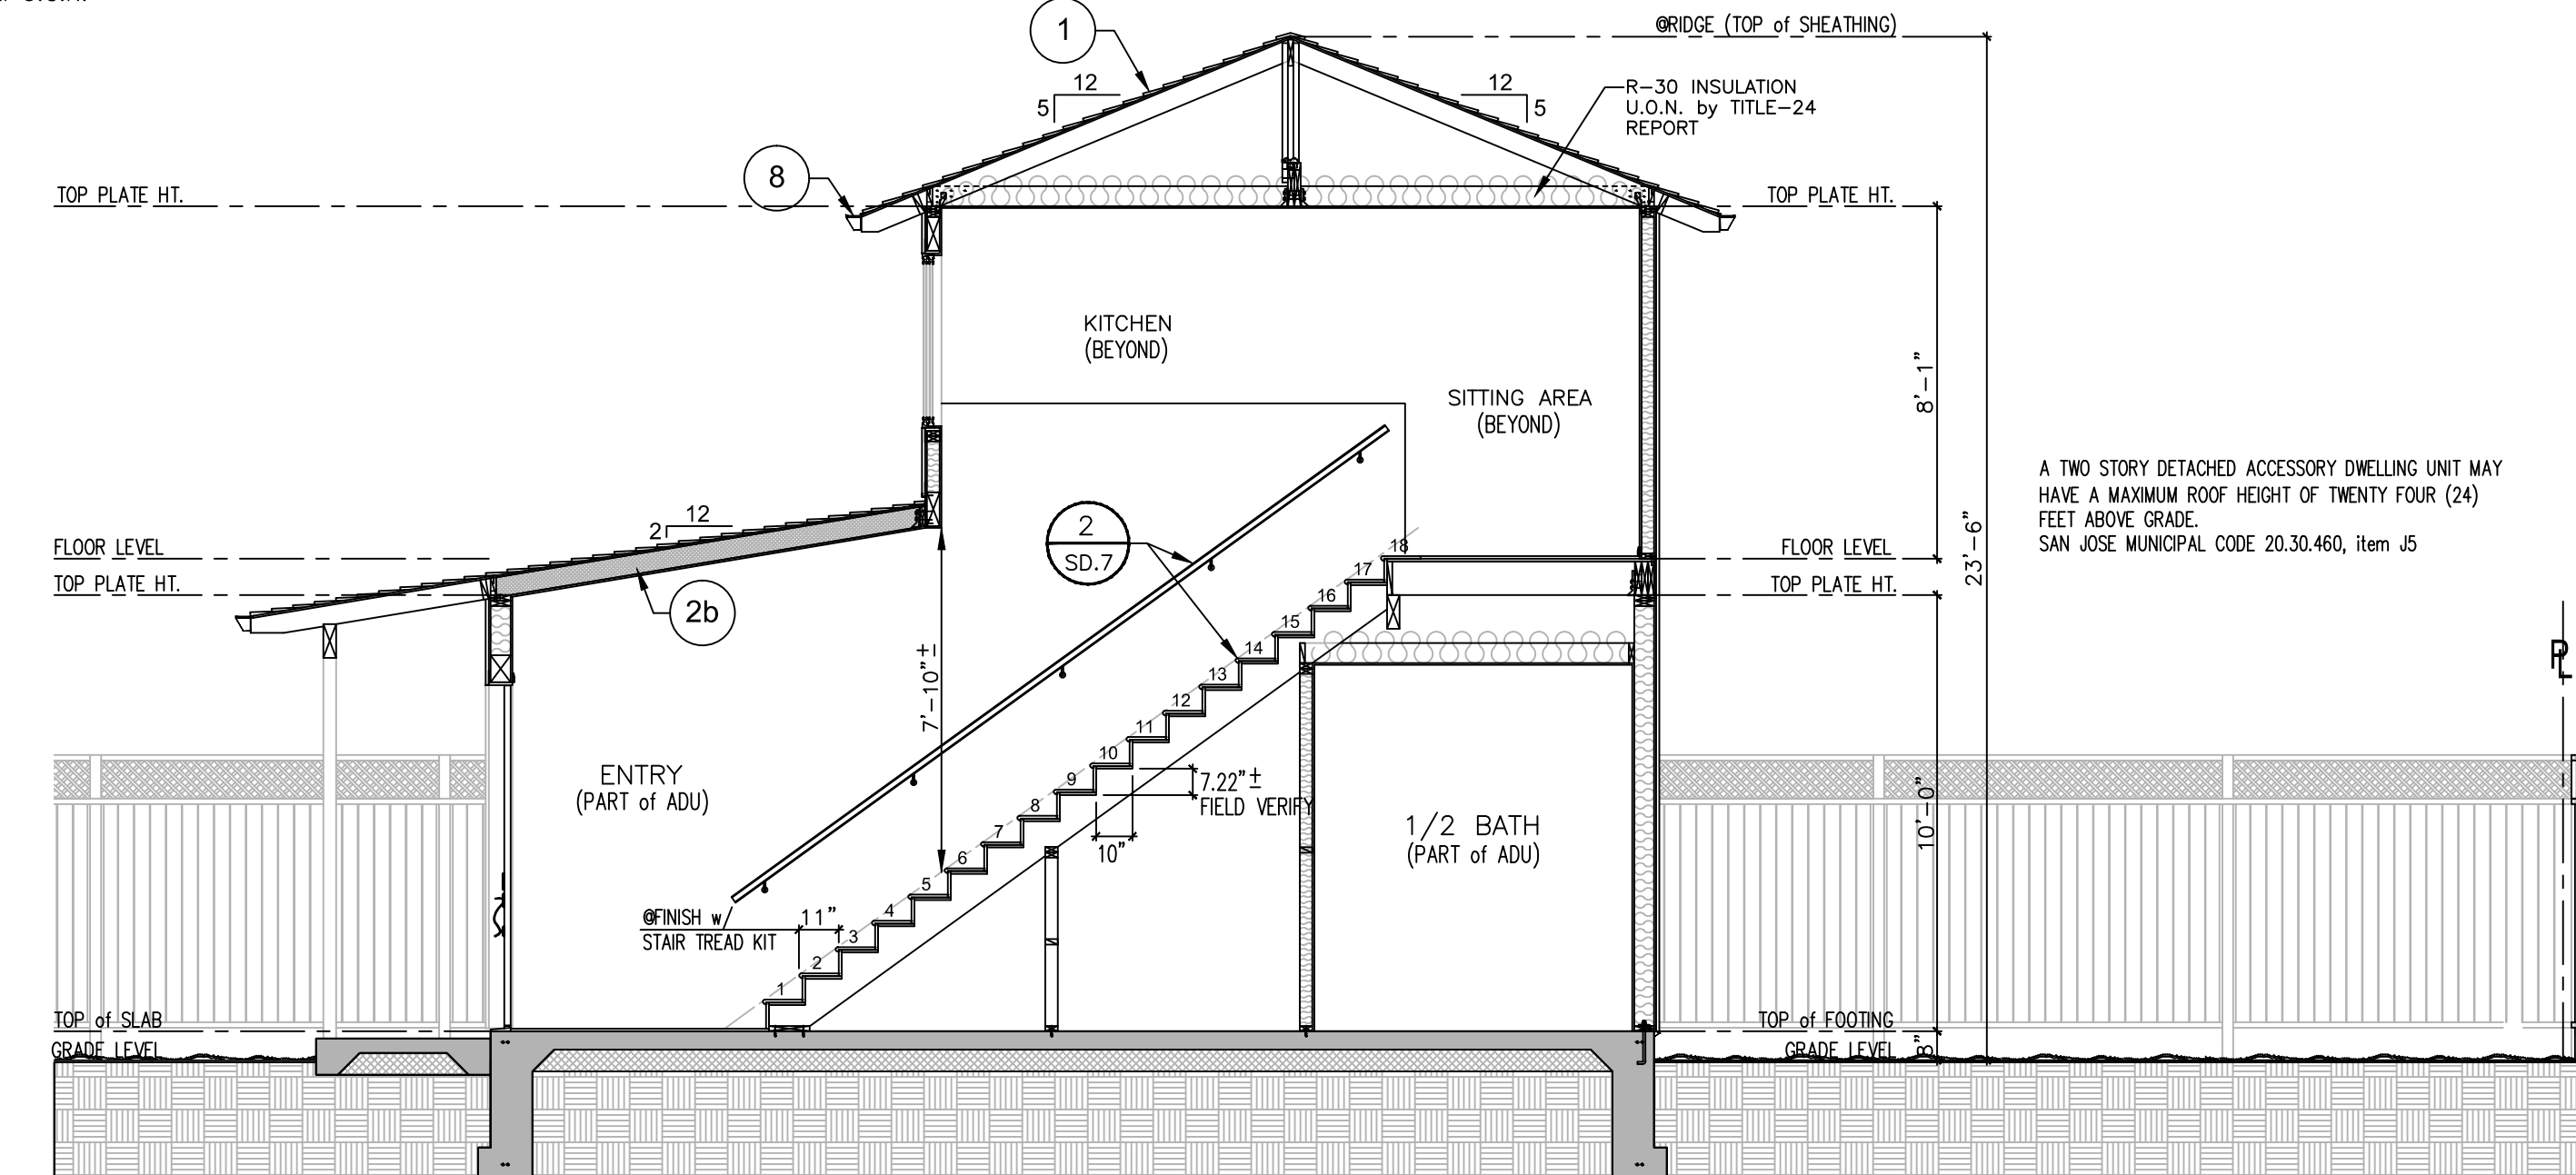 @RIDGE (TOP of SHEATHING)
1
12
5
12
5
R-30 INSULATION
U.O.N. by TITLE-24
REPORT
8
TOP PLATE HT.
TOP PLATE HT.
KITCHEN
(BEYOND)
SITTING AREA
(BEYOND)
8'-1"
23'-6"
A TWO STORY DETACHED ACCESSORY DWELLING UNIT MAY
HAVE A MAXIMUM ROOF HEIGHT OF TWENTY FOUR (24)
FEET ABOVE GRADE.
SAN JOSE MUNICIPAL CODE 20.30.460, item J5
2
12
2
SD.7
FLOOR LEVEL
FLOOR LEVEL
TOP PLATE HT.
TOP PLATE HT.
2b
18
17
16
15
14
13
12
11
10
9
8
7
6
5
4
3
2
1
7'-10"±
ENTRY
(PART of ADU)
7.22"±
FIELD VERIFY
10"
1/2 BATH
(PART of ADU)
10'-0"
PL
@FINISH w
STAIR TREAD KIT
11"
TOP of SLAB
GRADE LEVEL
TOP of FOOTING
GRADE LEVEL
8"